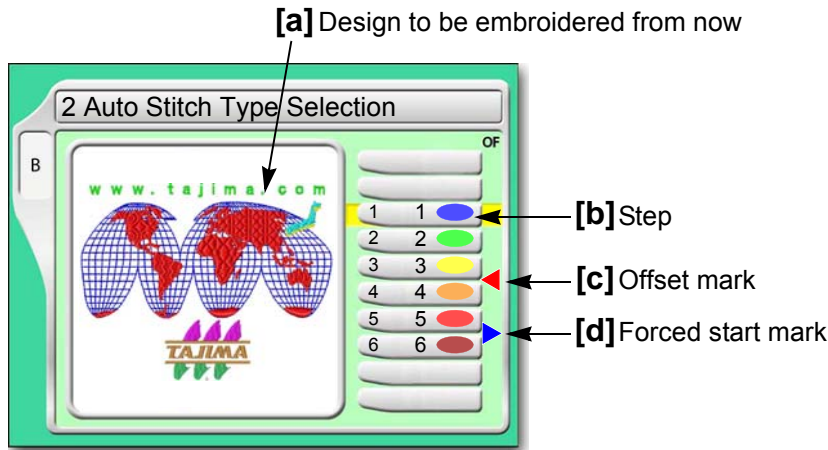 [a] Design to be embroidered from now
2 Auto Stitch Type Selection
OF
B
www.tajima.com
1 1
[b] Step
2 2
3 3
[c] Offset mark
4 4
5 5
[d] Forced start mark
TAJIMA
6 6